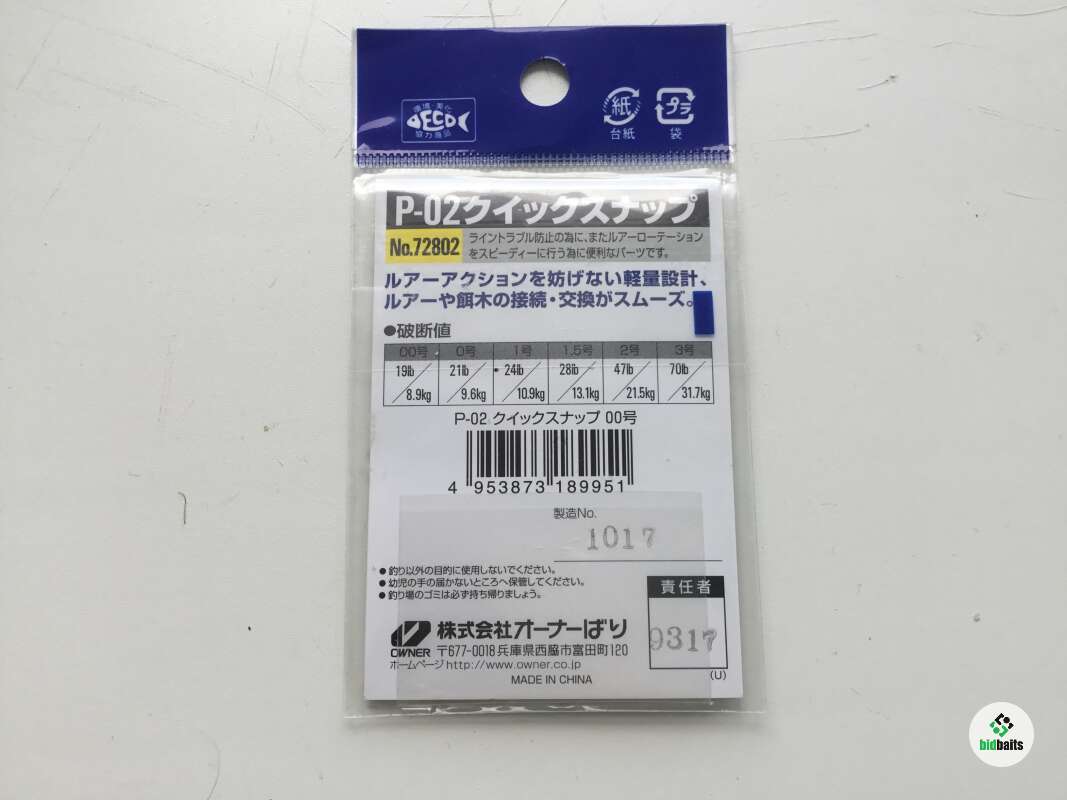 環境・美化
DECO
協力商品
紙
台紙
プラ
袋
P-02クイックスナップ
No.72802
ライントラブル防止の為に、またルアーローテーション
をスピーディーに行う為に便利なパーツです。
ルアーアクションを妨げない軽量設計、
ルアーや餌木の接続・交換がスムーズ。
●破断値
00号 0号 1号 1.5号 2号 3号
19lb/8.9kg 21lb/9.6kg 24lb/10.9kg 28lb/13.1kg 47lb/21.5kg 70lb/31.7kg
P-02 クイックスナップ 00号
4 953873 189951
製造No.
1017
●釣り以外の目的に使用しないでください。
●幼児の手の届かないところへ保管してください。
●釣り場のゴミは必ず持ち帰りましょう。
責任者
9317
(U)
OWNER
株式会社オーナーばり
〒677-0018 兵庫県西脇市富田町120
ホームページ http://www.owner.co.jp
MADE IN CHINA
bidbaits